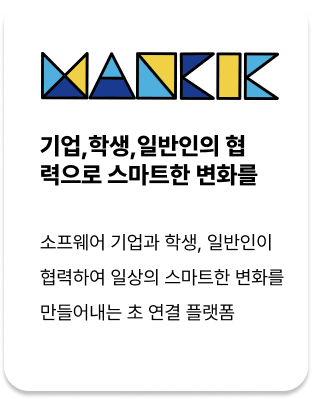 MANCIC
기업,학생,일반인의 협
력으로 스마트한 변화를
소프웨어 기업과 학생, 일반인이
협력하여 일상의 스마트한 변화를
만들어내는 초 연결 플랫폼